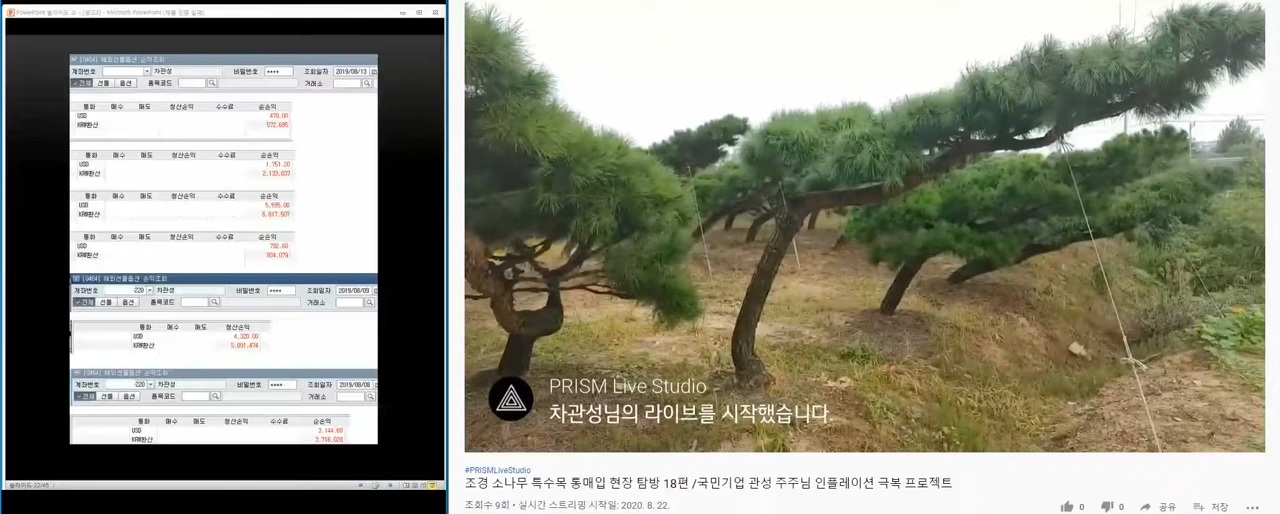 PowerPoint 슬라이드 쇼 - [광고리 - Microsoft PowerPoint (제품 인증 실패)
[0464] 해외선물옵션 손익조회
계좌번호 차관성 비밀번호 **** 조회일자 2019/08/13
전체 선물 옵션 품목코드 거래소
통화 매수 매도 청산손익 수수료 순손익
USD 470.00
KRW환산 572,695
통화 매수 매도 청산손익 수수료 순손익
USD 1,751.20
KRW환산 2,133,837
통화 매수 매도 청산손익 수수료 순손익
USD 5,595.00
KRW환산 6,817,507
통화 매수 매도 청산손익 수수료 순손익
USD 792.60
KRW환산 934,079
[0464] 해외선물옵션 손익조회
계좌번호 -220 차관성 비밀번호 **** 조회일자 2019/08/09
전체 선물 옵션 품목코드 거래소
통화 매수 매도 청산손익
USD 4,320.00
KRW환산 5,091,474
[0464] 해외선물옵션 손익조회
계좌번호 -220 차관성 비밀번호 **** 조회일자 2019/08/08
전체 선물 옵션 품목코드 거래소
통화 매수 매도 청산손익 수수료 순손익
USD 3,144.60
KRW환산 3,718,028
슬라이드 22/45
PRISM Live Studio
차관성님의 라이브를 시작했습니다.
#PRISMLiveStudio
조경 소나무 특수목 통매입 현장 탐방 18편 /국민기업 관성 주주님 인플레이션 극복 프로젝트
조회수 9회 • 실시간 스트리밍 시작일: 2020. 8. 22.
0 0 공유 저장